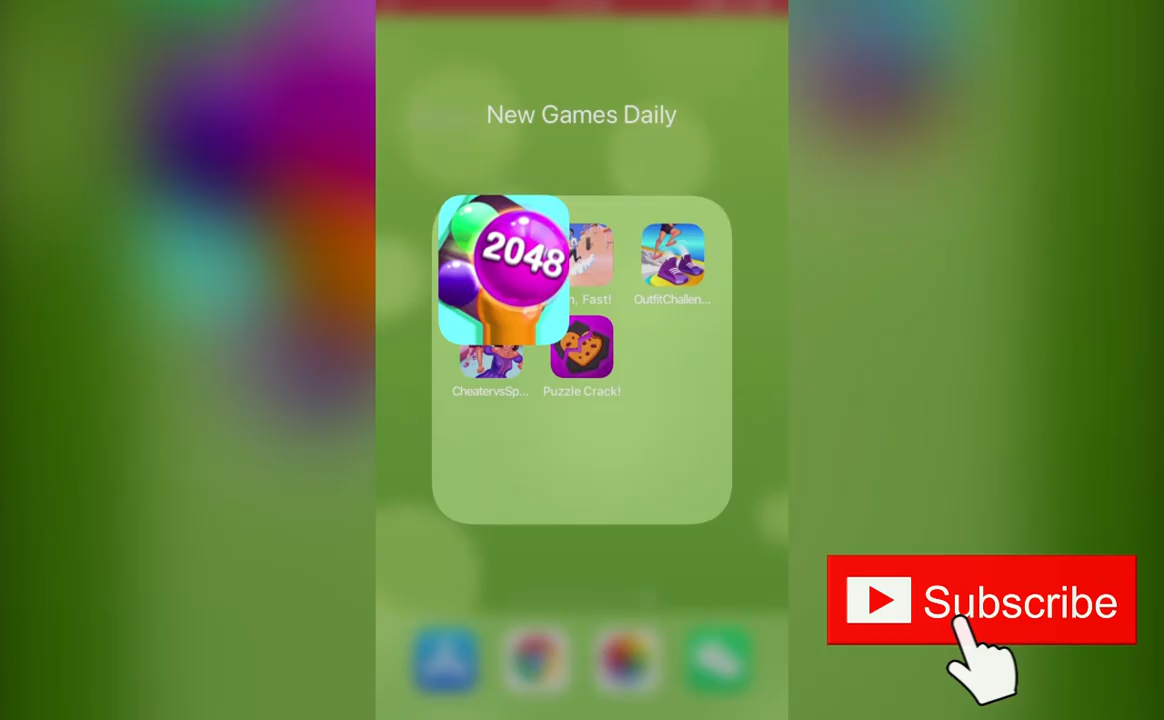 New Games Daily
2048
n, Fast!
OutfitChallen...
CheatervsSp...
Puzzle Crack!
Subscribe